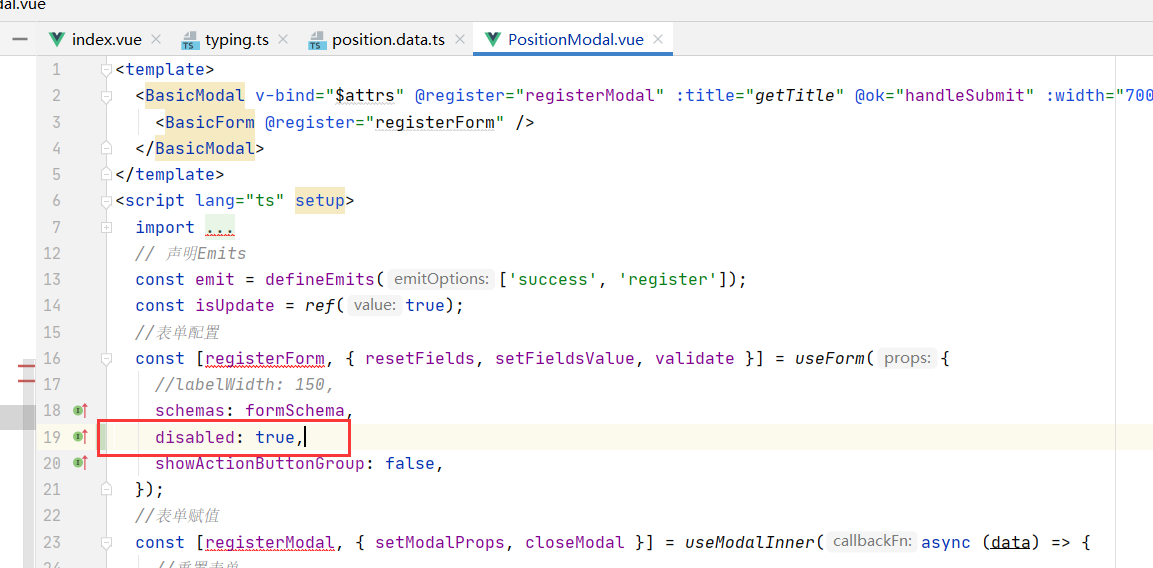 dal.vue
index.vue typing.ts position.data.ts PositionModal.vue
1 <template>
2 <BasicModal v-bind="$attrs" @register="registerModal" :title="getTitle" @ok="handleSubmit" :width="700
3 <BasicForm @register="registerForm" />
4 </BasicModal>
5 </template>
6 <script lang="ts" setup>
7 import ...
12 // 声明Emits
13 const emit = defineEmits( emitOptions: ['success', 'register']);
14 const isUpdate = ref( value: true);
15 //表单配置
16 const [registerForm, { resetFields, setFieldsValue, validate }] = useForm( props: {
17 //labelWidth: 150,
18 schemas: formSchema,
19 disabled: true,
20 showActionButtonGroup: false,
21 });
22 //表单赋值
23 const [registerModal, { setModalProps, closeModal }] = useModalInner( callbackFn: async (data) => {
24 //重置表单